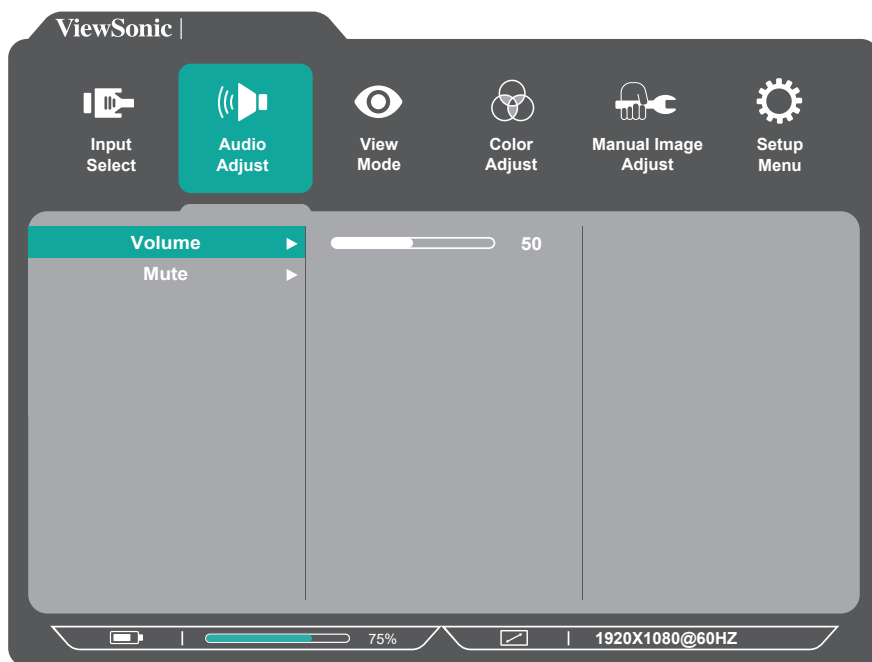 ViewSonic
Input
Select
Audio
Adjust
View
Mode
Color
Adjust
Manual Image
Adjust
Setup
Menu
Volume
50
Mute
75%
1920X1080@60HZ